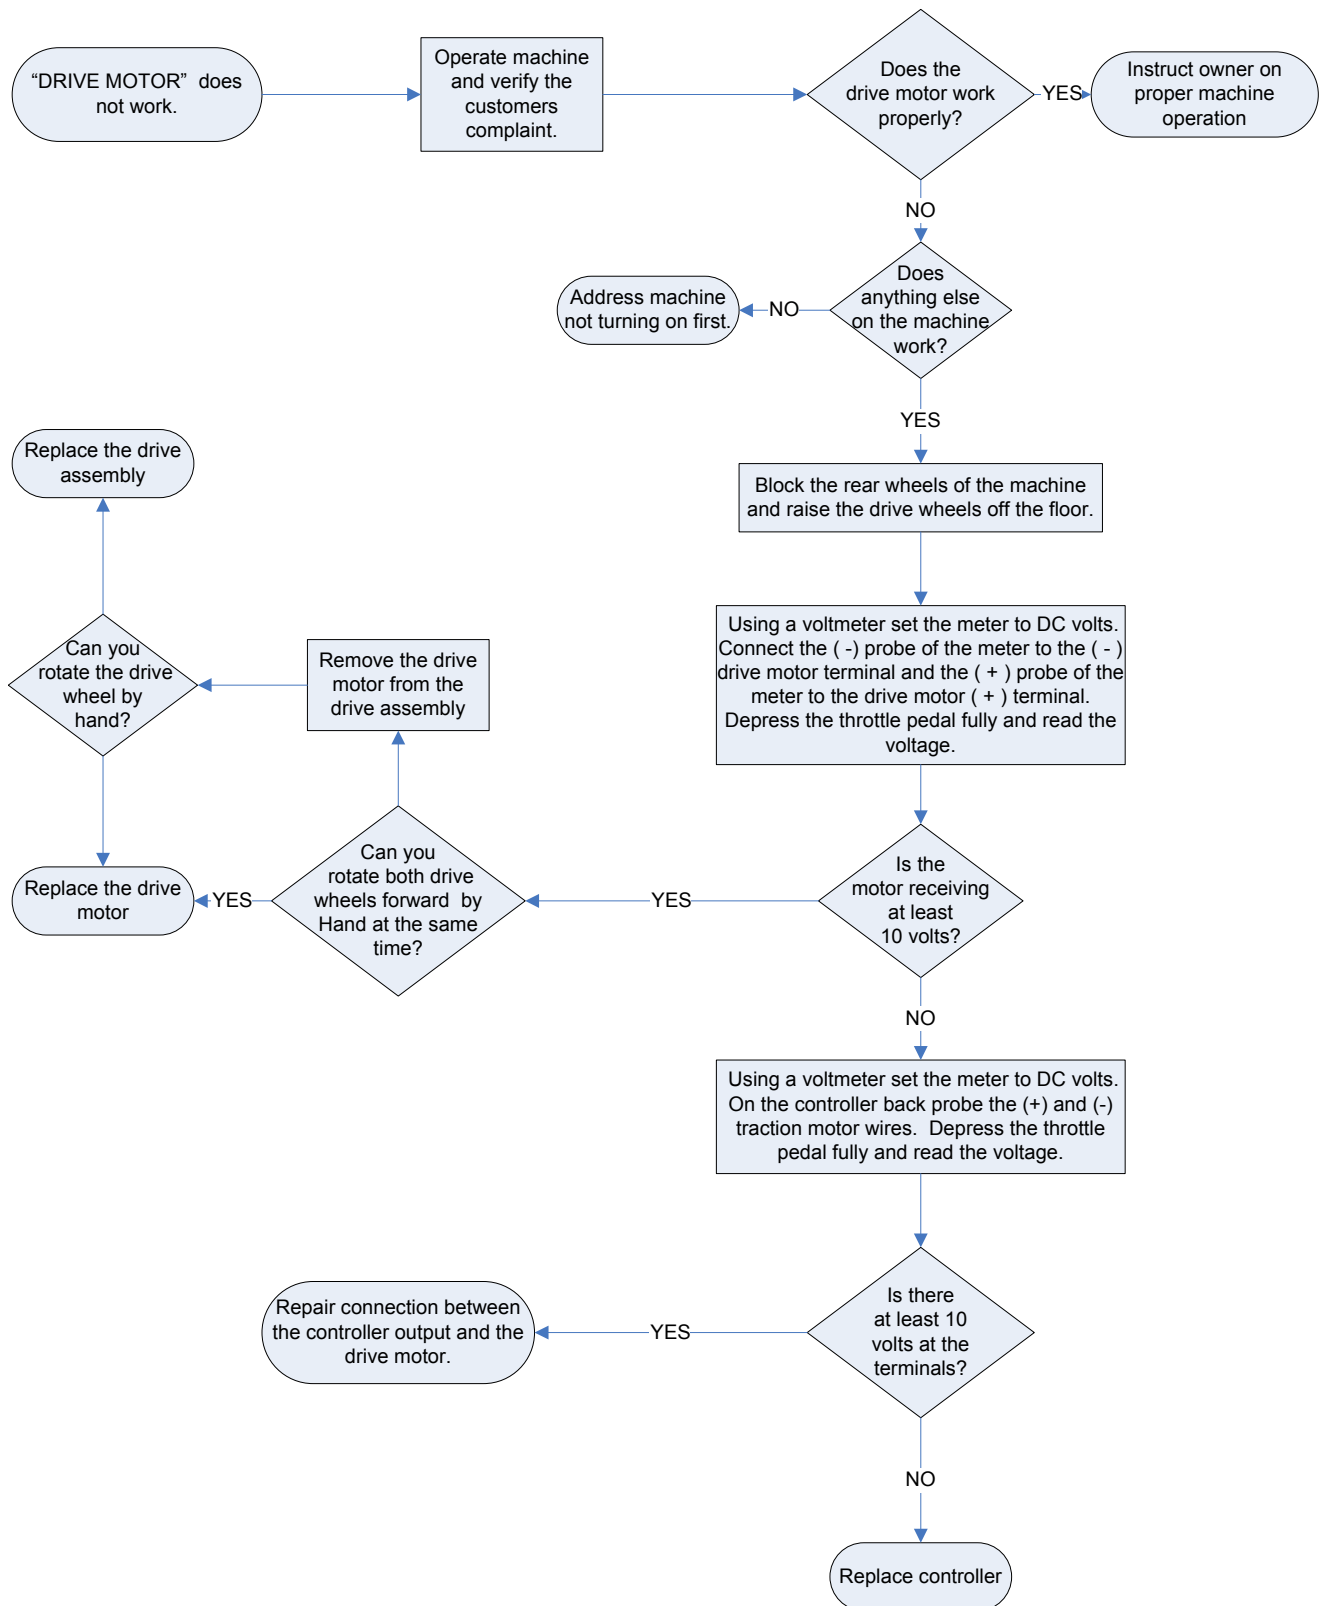 “DRIVE MOTOR” does
not work.
Operate machine
and verify the
customers
complaint.
Does the
drive motor work
properly?
YES
Instruct owner on
proper machine
operation
NO
Does
anything else
on the machine
work?
NO
Address machine
not turning on first.
YES
Block the rear wheels of the machine
and raise the drive wheels off the floor.
Using a voltmeter set the meter to DC volts.
Connect the ( -) probe of the meter to the ( - )
drive motor terminal and the ( + ) probe of the
meter to the drive motor ( + ) terminal.
Depress the throttle pedal fully and read the
voltage.
Is the
motor receiving
at least
10 volts?
YES
Can you
rotate both drive
wheels forward  by
Hand at the same
time?
YES
Replace the drive
motor
Remove the drive
motor from the
drive assembly
Can you
rotate the drive
wheel by
hand?
Replace the drive
assembly
NO
Using a voltmeter set the meter to DC volts.
On the controller back probe the (+) and (-)
traction motor wires.  Depress the throttle
pedal fully and read the voltage.
Is there
at least 10
volts at the
terminals?
YES
Repair connection between
the controller output and the
drive motor.
NO
Replace controller